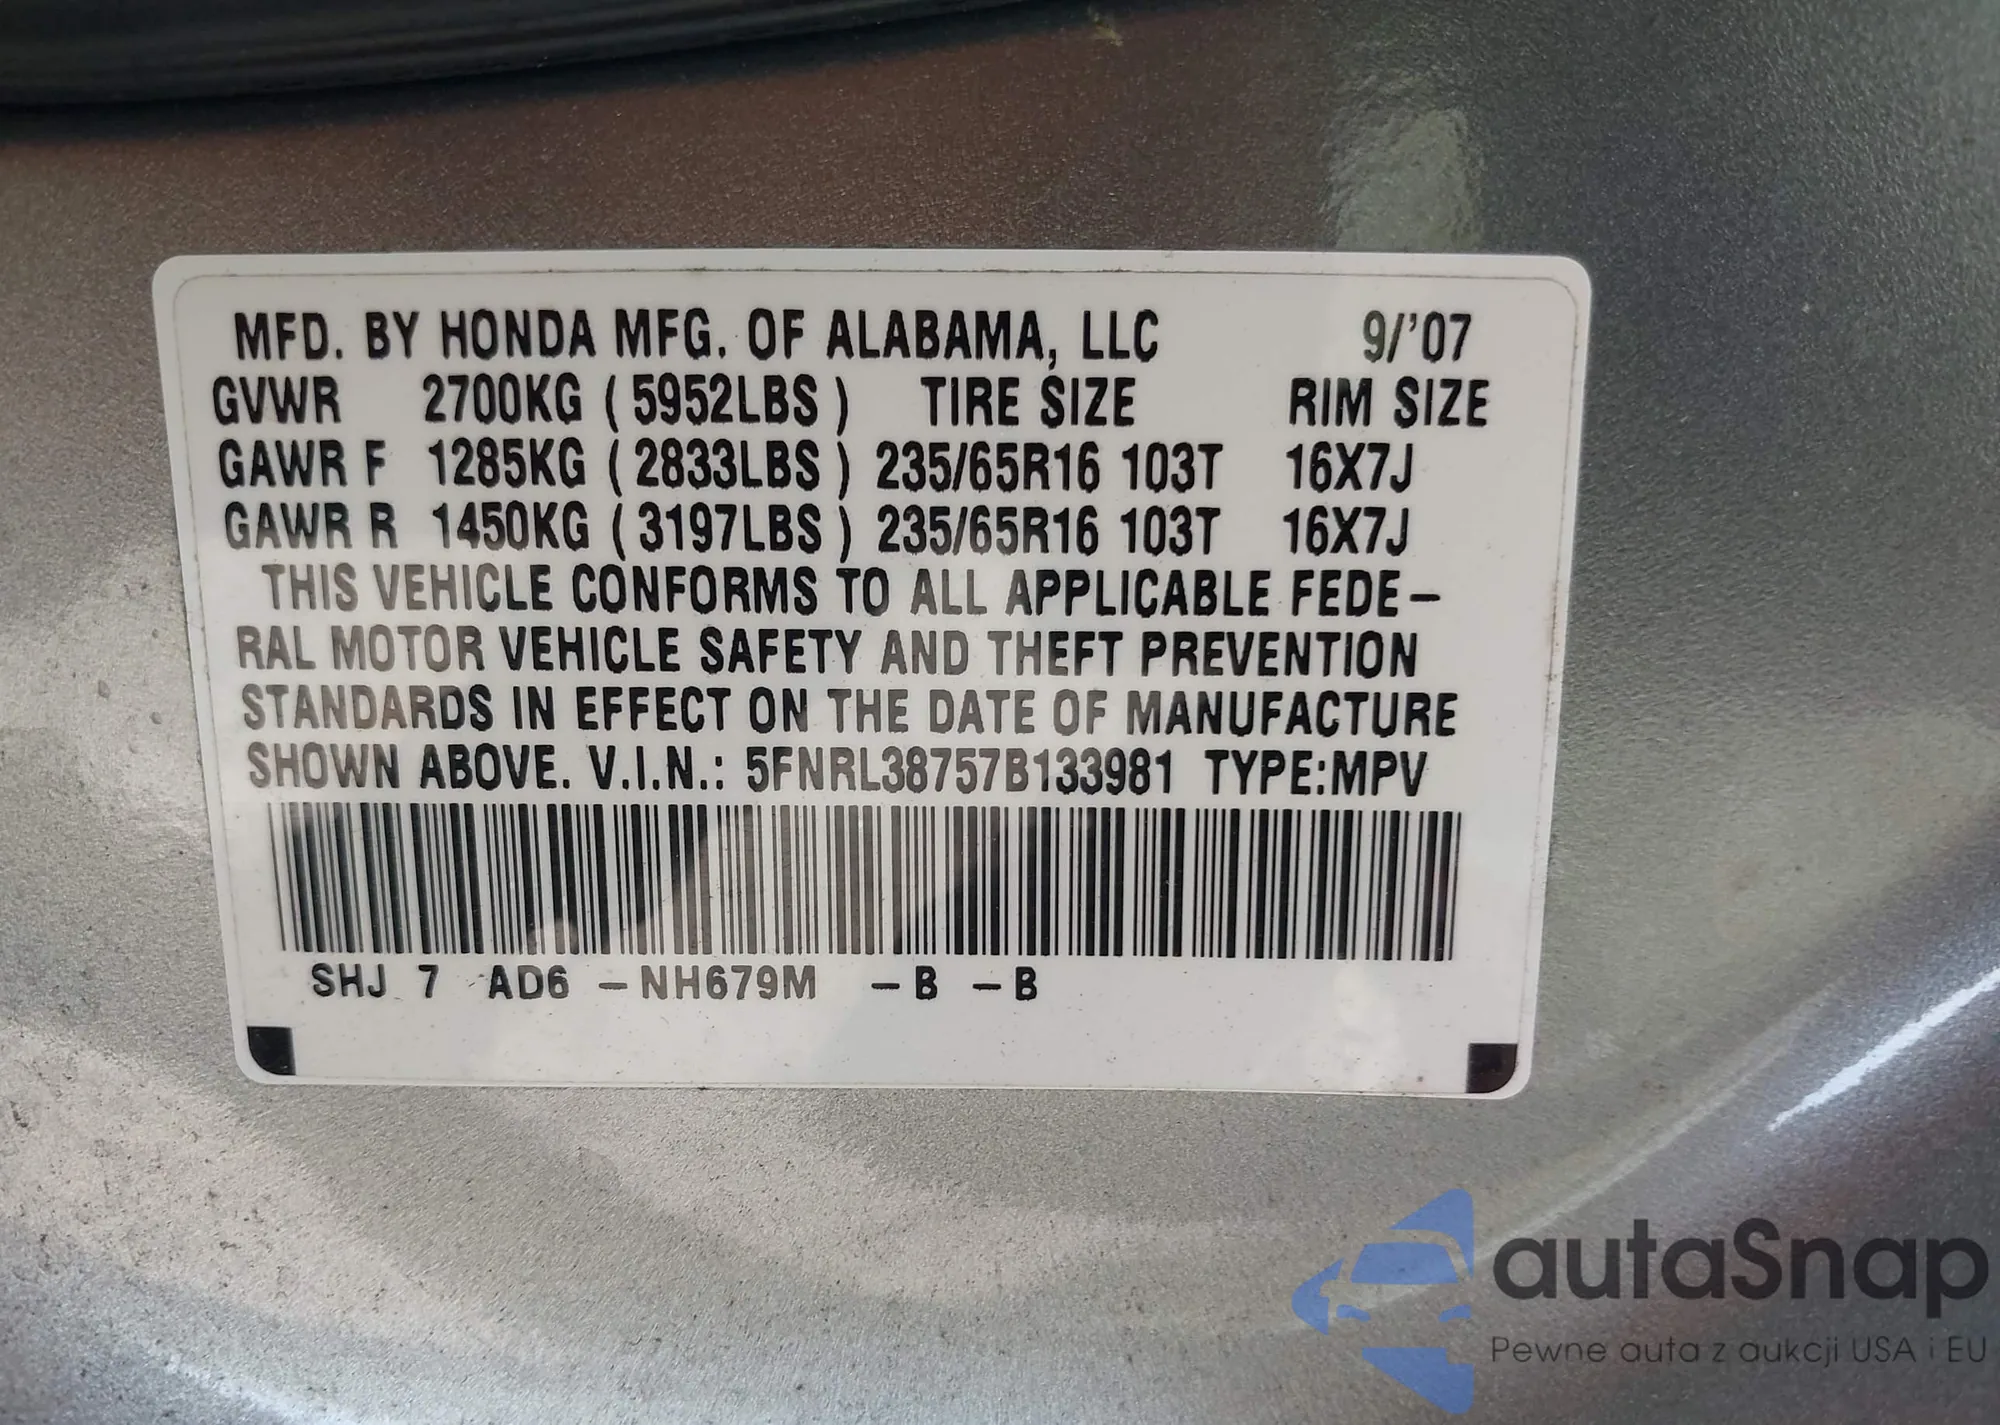 MFD. BY HONDA MFG. OF ALABAMA, LLC 9/'07
GVWR 2700KG (5952LBS) TIRE SIZE RIM SIZE
GAWR F 1285KG (2833LBS) 235/65R16 103T 16X7J
GAWR R 1450KG (3197LBS) 235/65R16 103T 16X7J
THIS VEHICLE CONFORMS TO ALL APPLICABLE FEDE-
RAL MOTOR VEHICLE SAFETY AND THEFT PREVENTION
STANDARDS IN EFFECT ON THE DATE OF MANUFACTURE
SHOWN ABOVE. V.I.N.: 5FNRL38757B133981 TYPE:MPV
SHJ 7 AD6 -NH679M -B -B
autaSnap
Pewne auta z aukcji USA i EU